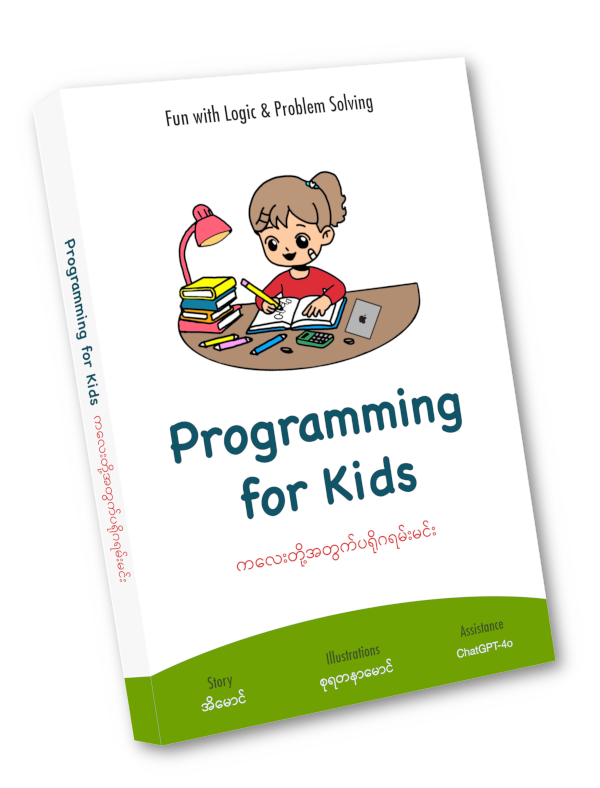 Fun with Logic & Problem Solving
Programming
for Kids
ကလေးတို့အတွက်ပရိုဂရမ်းမင်း
Story
အိမောင်
Illustrations
စုရတနာမောင်
Assistance
ChatGPT-4o
Programming for Kids ကလေးတို့အတွက်ပရိုဂရမ်းမင်း